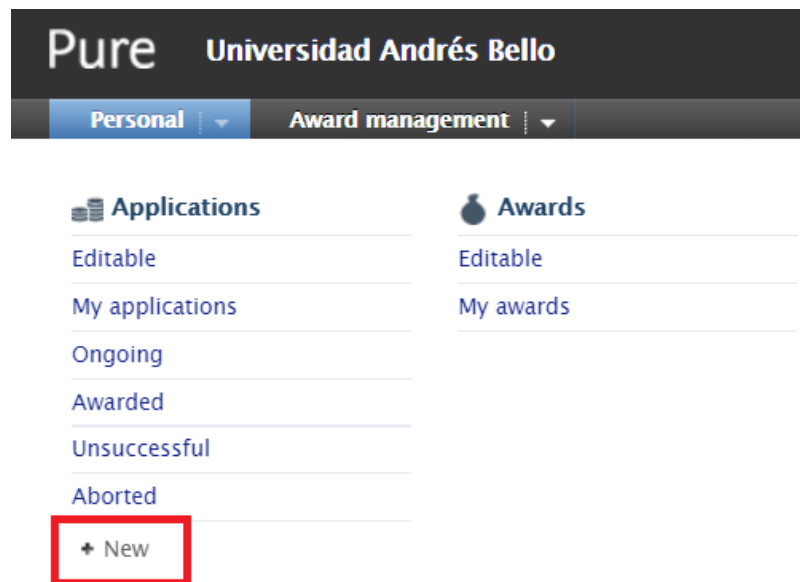 Pure Universidad Andrés Bello
Personal Award management
Applications
Editable
My applications
Ongoing
Awarded
Unsuccessful
Aborted
+ New
Awards
Editable
My awards